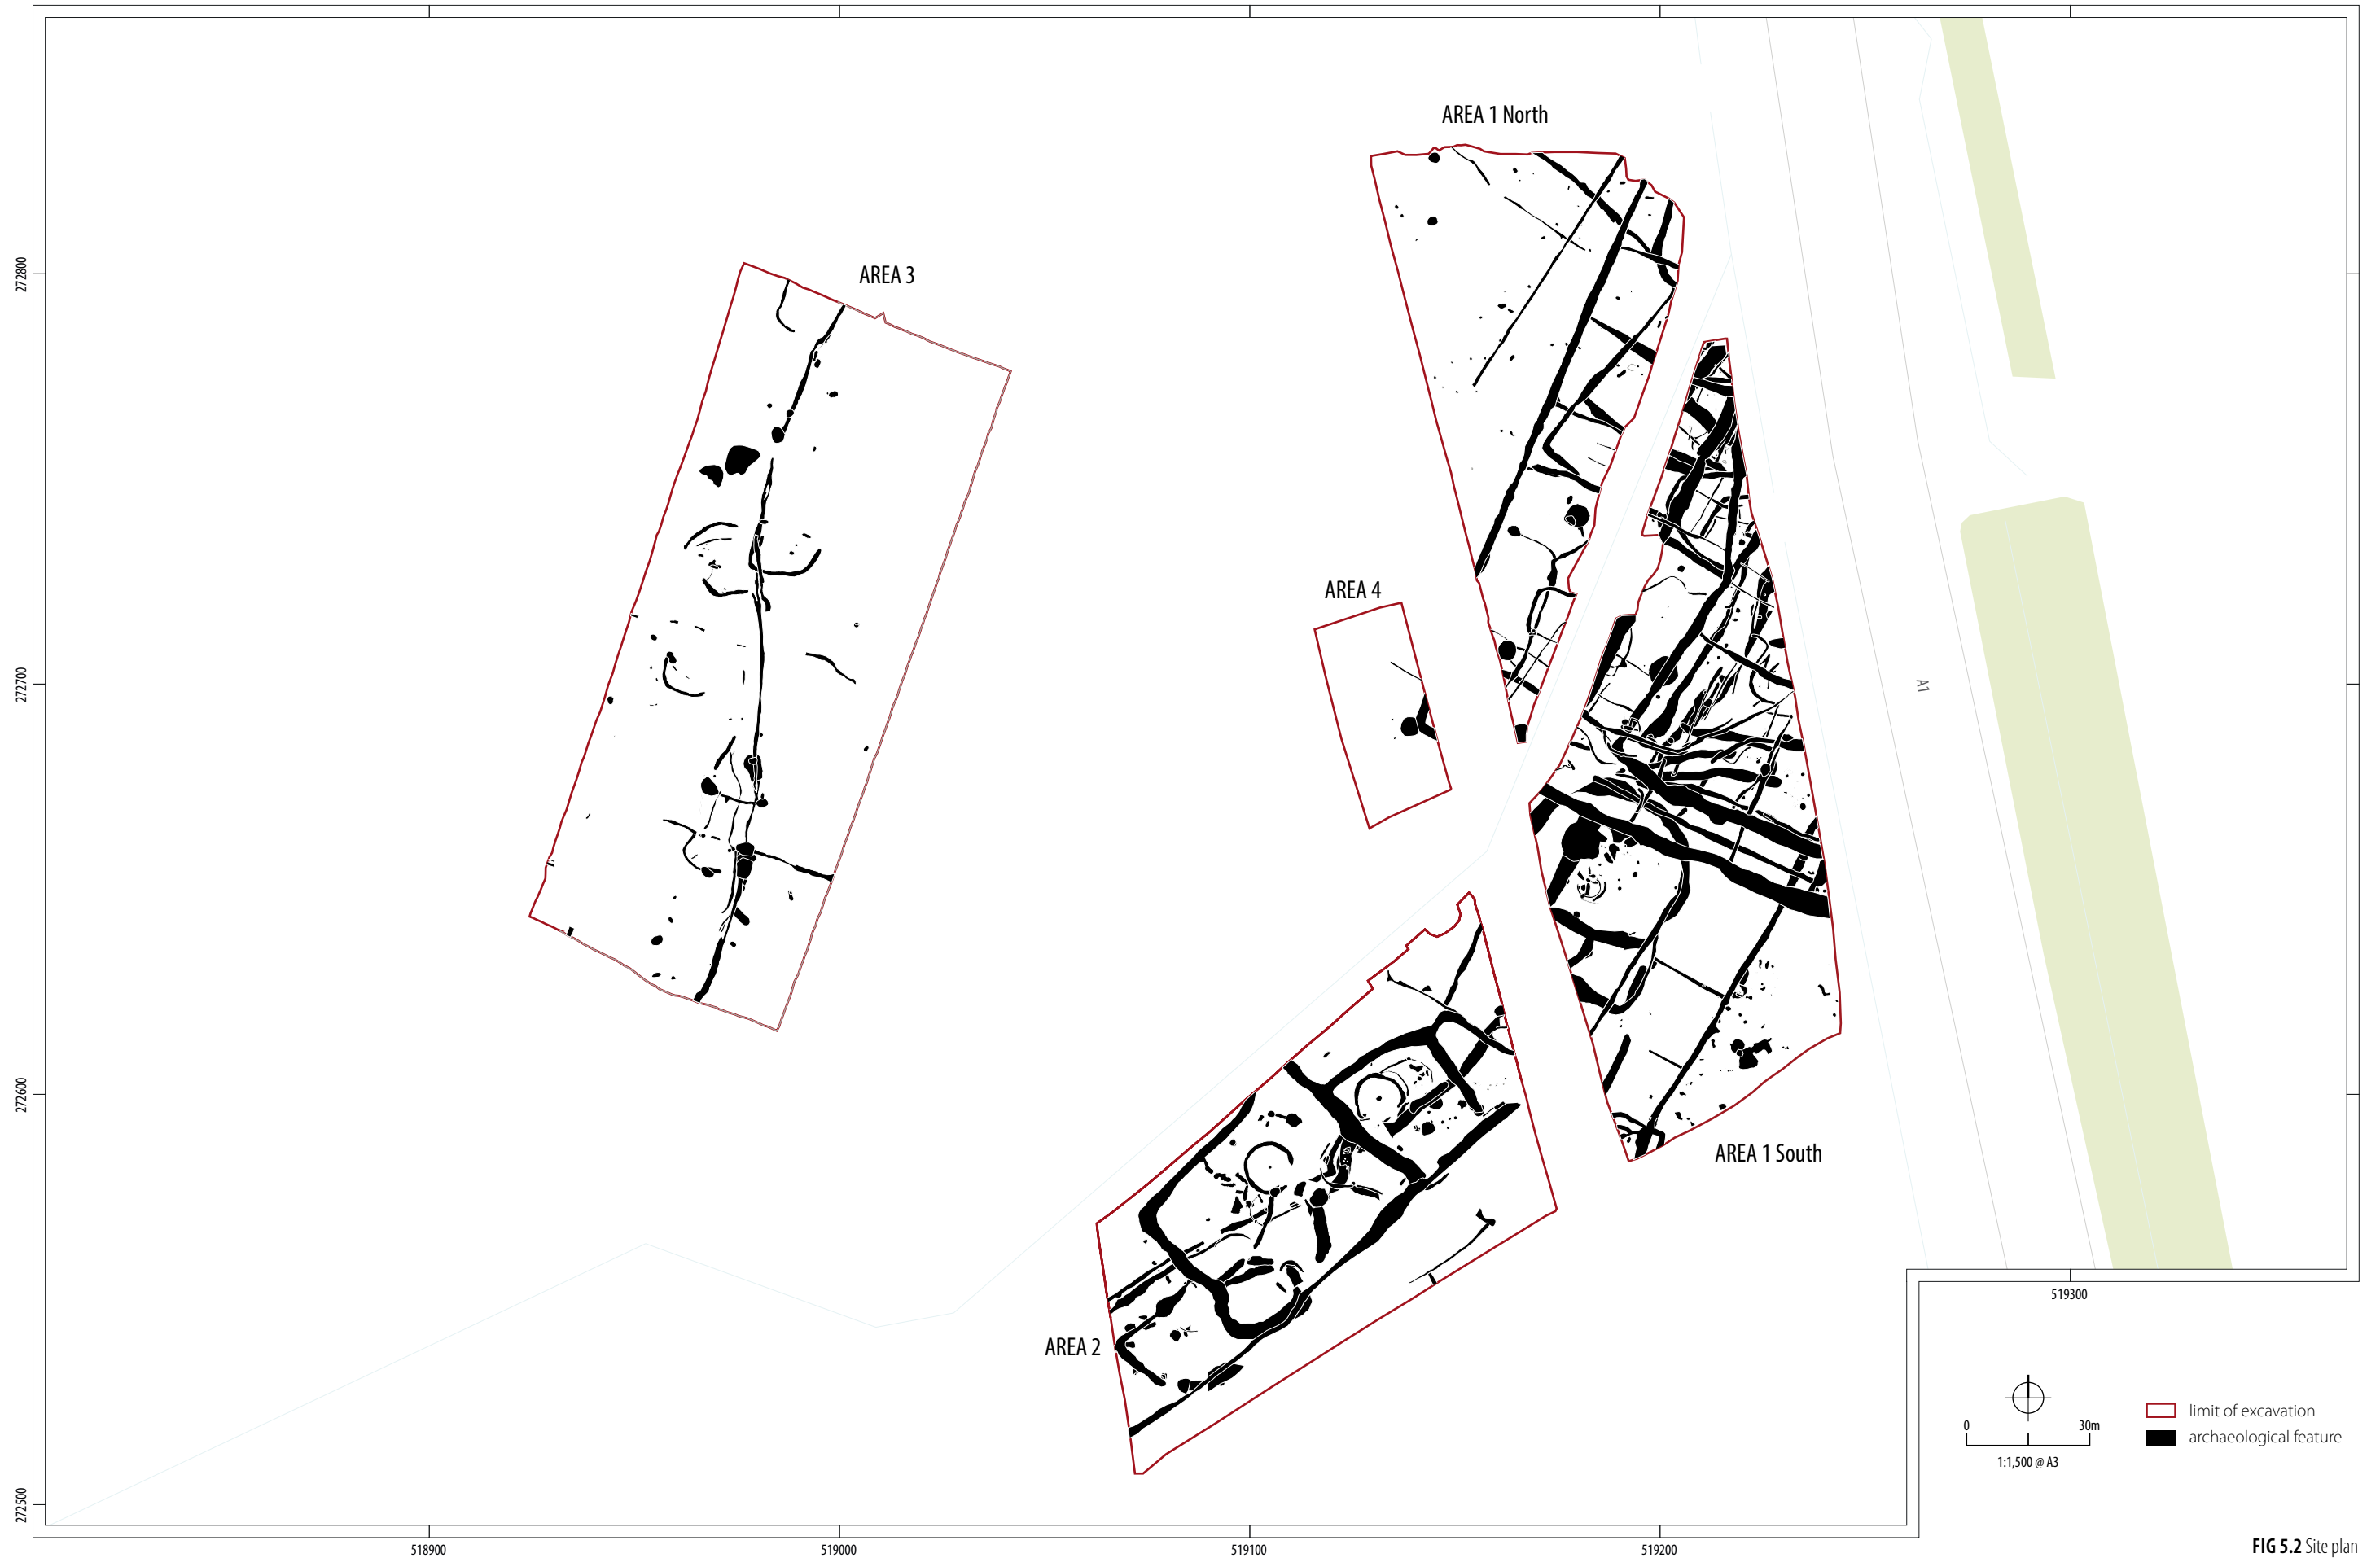 AREA 1 North
AREA 3
272800
AREA 4
272700
A1
272600
AREA 1 South
519300
AREA 2
0 30m
1:1,500 @ A3
limit of excavation
archaeological feature
272500
518900 519000 519100 519200
FIG 5.2 Site plan